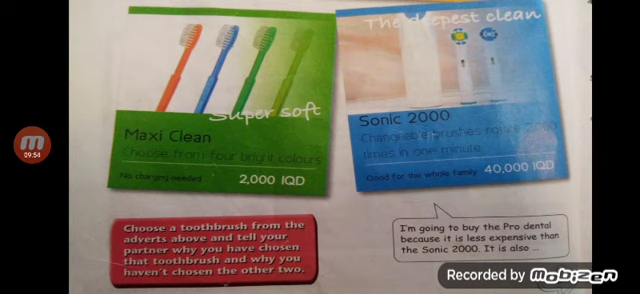 The deepest clean
Super soft
Maxi Clean
Choose from four bright colours
No charging needed
2,000 IQD
Sonic 2000
Changeable brushes rotate
times in one minute
Good for the whole family
40,000 IQD
Choose a toothbrush from the
adverts above and tell your
partner why you have chosen
that toothbrush and why you
haven't chosen the other two.
I'm going to buy the Pro dental
because it is less expensive than
the Sonic 2000. It is also ...
09:54
Recorded by Mobizen